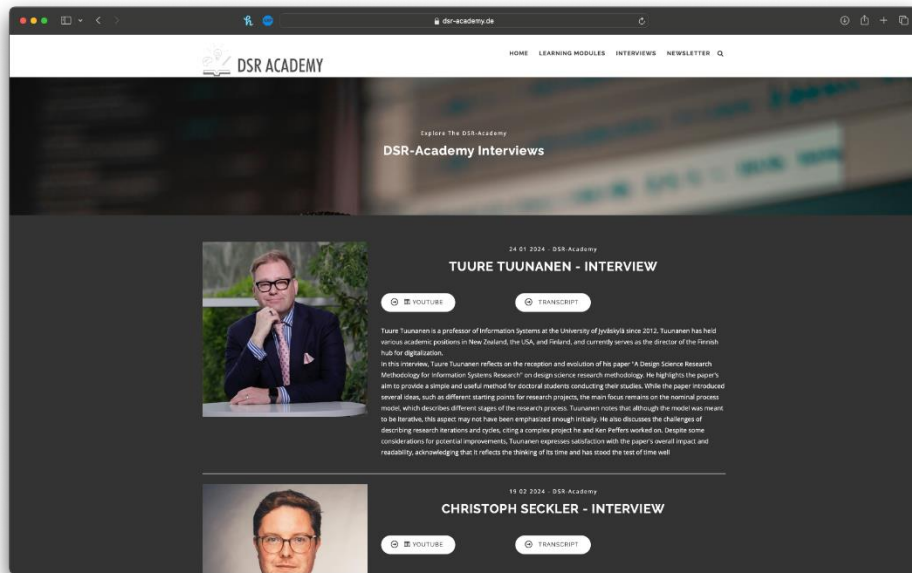 dsr-academy.de
DSR ACADEMY
HOME LEARNING MODULES INTERVIEWS NEWSLETTER
Explore The DSR-Academy
DSR-Academy Interviews
24 01 2024 - DSR-Academy
TUURE TUUNANEN - INTERVIEW
YOUTUBE TRANSCRIPT
Tuure Tuunanen is a professor of Information Systems at the University of Jyväskylä since 2012. Tuunanen has held
various academic positions in New Zealand, the USA, and Finland, and currently serves as the director of the Finnish
hub for digitalization.
In this interview, Tuure Tuunanen reflects on the reception and evolution of his paper "A Design Science Research
Methodology for Information Systems Research" on design science research methodology. He highlights the paper's
aim to provide a simple and useful method for doctoral students conducting their studies. While the paper introduced
several ideas, such as different starting points for research projects, the main focus remains on the nominal process
model, which describes different stages of the research process. Tuunanen notes that although the model was meant
to be iterative, this aspect may not have been emphasized enough initially. He also discusses the challenges of
describing research iterations and cycles, citing a complex project he and Ken Peffers worked on. Despite some
considerations for potential improvements, Tuunanen expresses satisfaction with the paper's overall impact and
readability, acknowledging that it reflects the thinking of its time and has stood the test of time well
19 02 2024 - DSR-Academy
CHRISTOPH SECKLER - INTERVIEW
YOUTUBE TRANSCRIPT